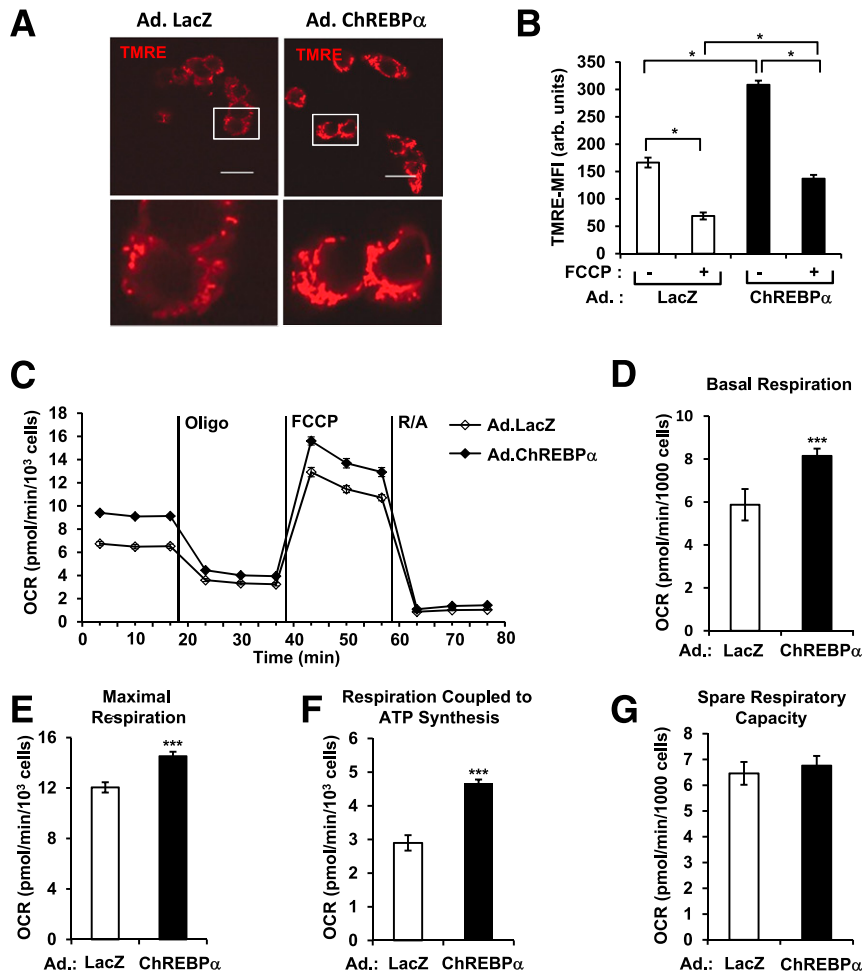 A
Ad. LacZ
Ad. ChREBPα
TMRE
TMRE
B
TMRE-MFI (arb. units)
350
300
250
200
150
100
50
0
*
*
*
*
FCCP :
-
+
-
+
Ad. :
LacZ
ChREBPα
C
OCR (pmol/min/10³ cells)
18
16
14
12
10
8
6
4
2
0
Oligo
FCCP
R/A
Ad.LacZ
Ad.ChREBPα
0 10 20 30 40 50 60 70 80
Time (min)
D
Basal Respiration
OCR (pmol/min/1000 cells)
10
8
6
4
2
0
***
Ad.: LacZ ChREBPα
E
Maximal
Respiration
OCR (pmol/min/10³ cells)
16
12
8
4
0
***
Ad.: LacZ ChREBPα
F
Respiration Coupled to
ATP Synthesis
OCR (pmol/min/10³ cells)
6
5
4
3
2
1
0
***
Ad.: LacZ ChREBPα
G
Spare Respiratory
Capacity
OCR (pmol/min/1000 cells)
8
7
6
5
4
3
2
1
0
Ad.: LacZ ChREBPα